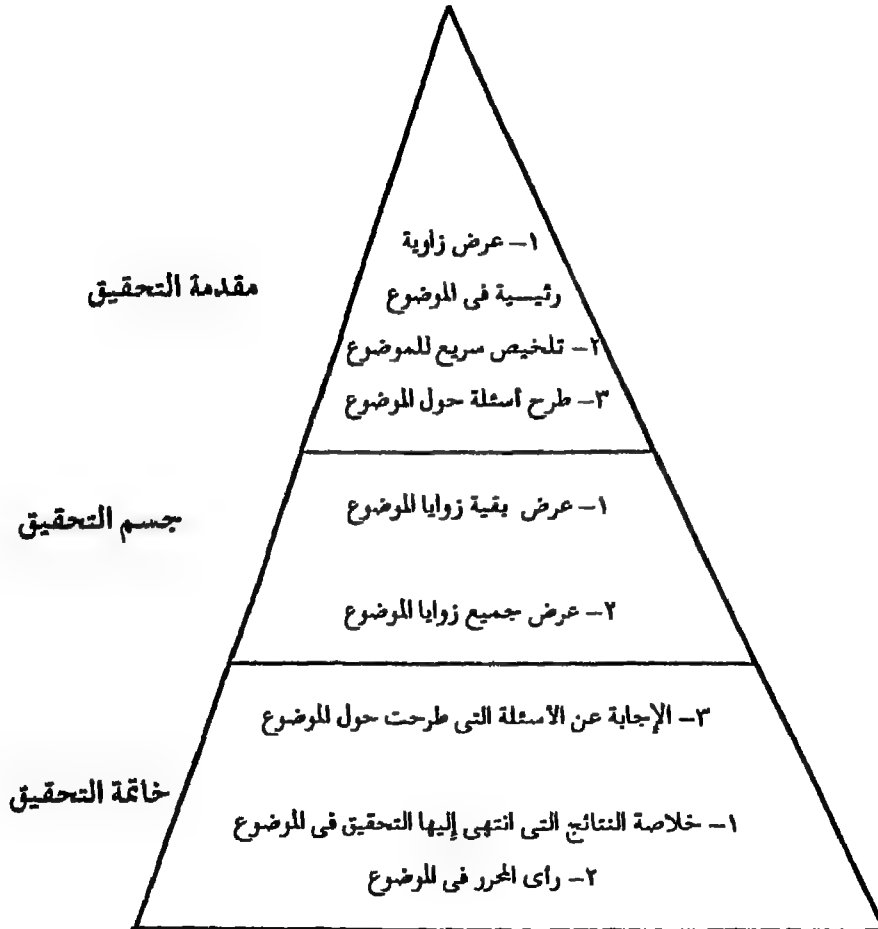 ١– عرض زاوية
رئيسية فى الموضوع
مقدمة التحقيق
٢– تلخيص سريع للموضوع
٣– طرح أسئلة حول الموضوع
١– عرض بقية زوايا الموضوع
جسم التحقيق
٢– عرض جميع زوايا الموضوع
٣– الإجابة عن الأسئلة التى طرحت حول الموضوع
خاتمة التحقيق
١– خلاصة النتائج التى انتهى إليها التحقيق فى الموضوع
٢– رأى المحرر فى الموضوع